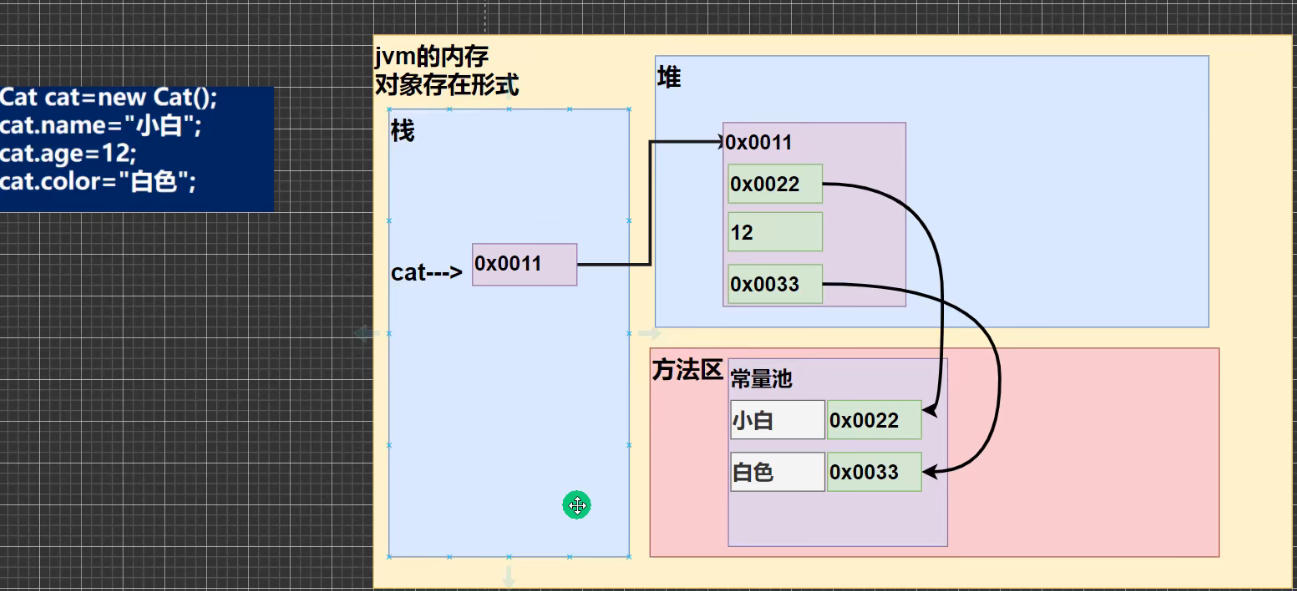 Cat cat=new Cat();
cat.name="小白";
cat.age=12;
cat.color="白色";
jvm的内存
对象存在形式
栈
cat--->
0x0011
堆
0x0011
0x0022
12
0x0033
方法区
常量池
小白
0x0022
白色
0x0033